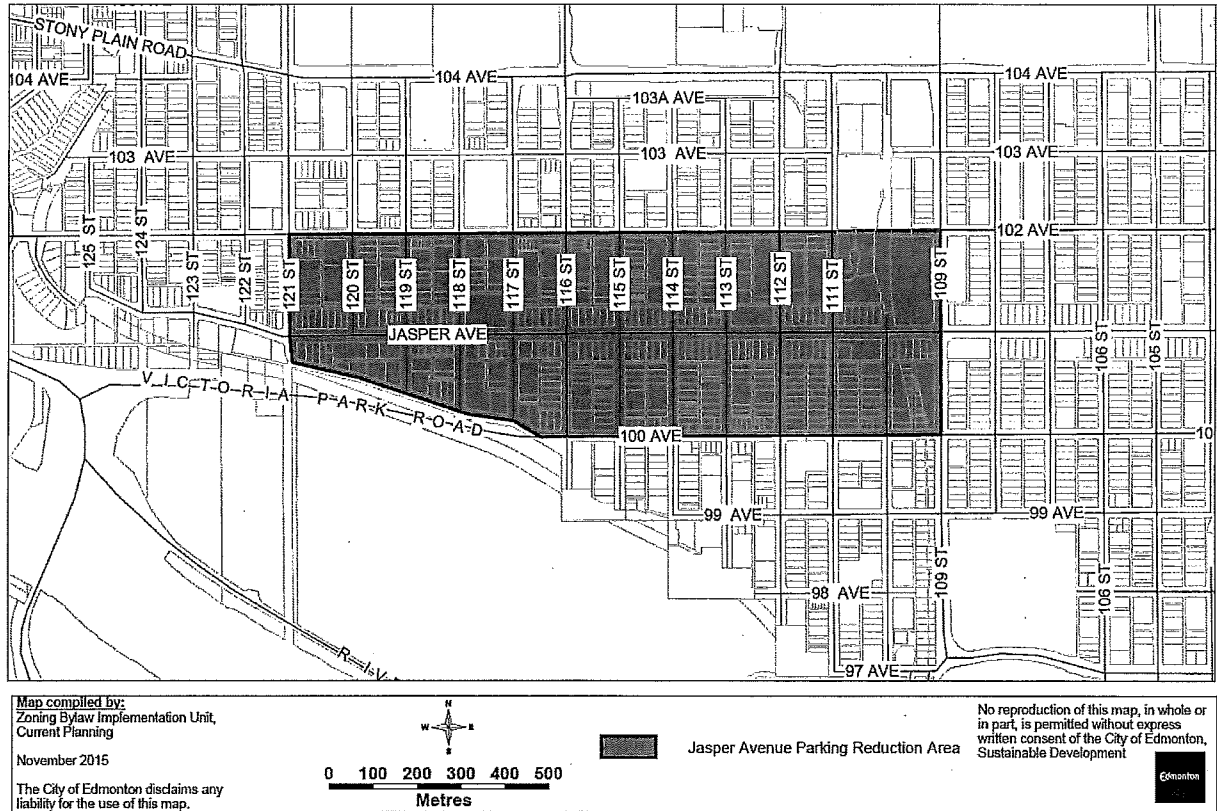 STONY PLAIN ROAD
104 AVE
104 AVE
104 AVE
103A AVE
103 AVE
103 AVE
103 AVE
102 AVE
125 ST
124 ST
123 ST
122 ST
121 ST
120 ST
119 ST
118 ST
117 ST
116 ST
115 ST
114 ST
113 ST
112 ST
111 ST
109 ST
106 ST
105 ST
JASPER AVE
VICTORIA PARK ROAD
100 AVE
10
99 AVE
99 AVE
109 ST
106 ST
98 AVE
97 AVE
RIV
Map compiled by:
Zoning Bylaw Implementation Unit,
Current Planning
November 2015
The City of Edmonton disclaims any
liability for the use of this map.
N
W E
S
0 100 200 300 400 500
Metres
Jasper Avenue Parking Reduction Area
No reproduction of this map, in whole or
in part, is permitted without express
written consent of the City of Edmonton,
Sustainable Development
Edmonton